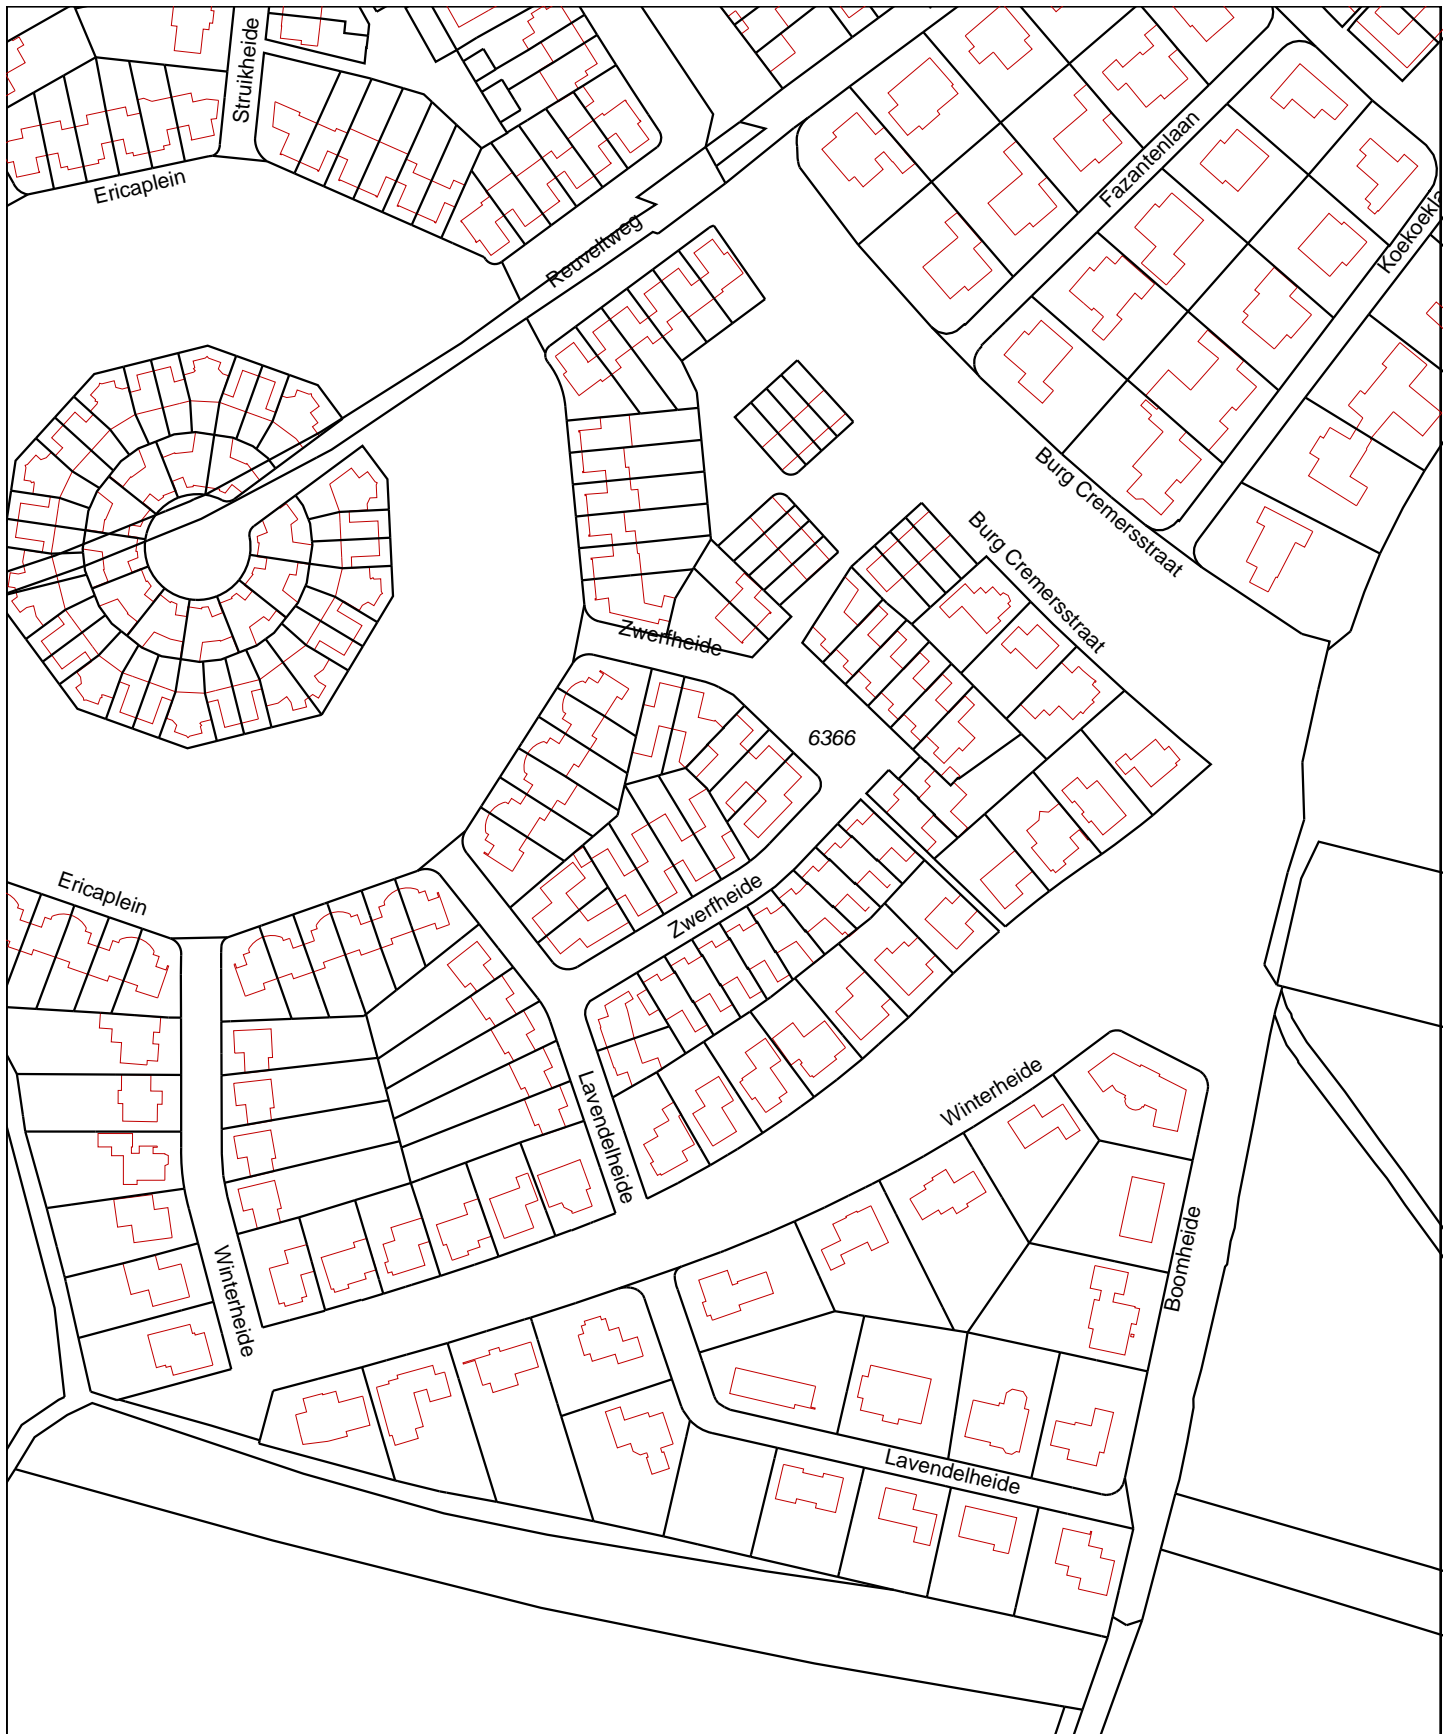 Struikheide
Ericaplein
Reuveltweg
Fazantenlaan
Koekoekla
Burg Cremersstraat
Burg Cremersstraat
Zwerfheide
6366
Ericaplein
Zwerfheide
Lavendelheide
Winterheide
Winterheide
Boomheide
Lavendelheide